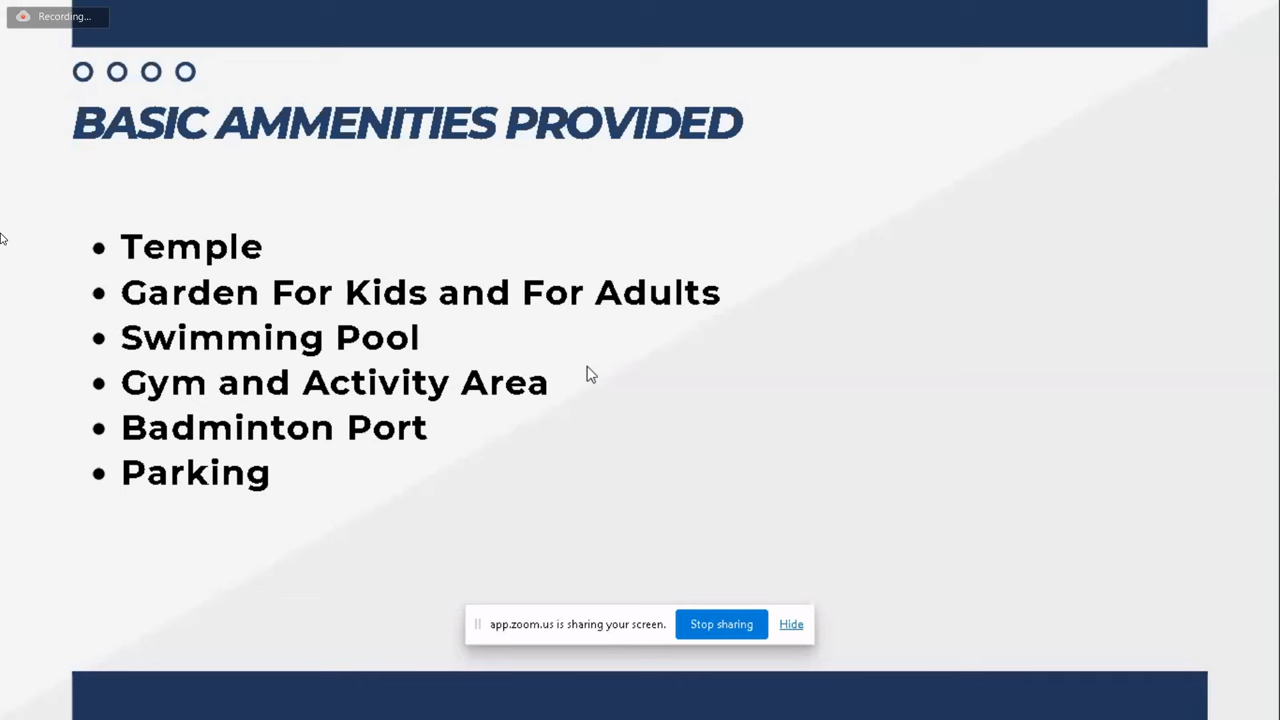 Recording...
BASIC AMMENITIES PROVIDED
Temple
Garden For Kids and For Adults
Swimming Pool
Gym and Activity Area
Badminton Port
Parking
app.zoom.us is sharing your screen. Stop sharing Hide